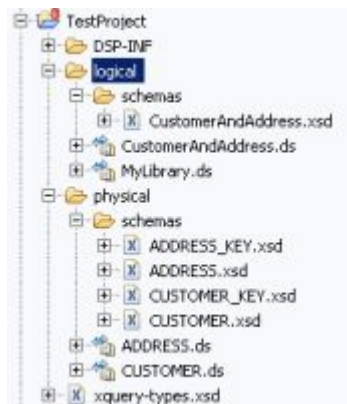 TestProject
DSP-INF
logical
schemas
CustomerAndAddress.xsd
CustomerAndAddress.ds
MyLibrary.ds
physical
schemas
ADDRESS_KEY.xsd
ADDRESS.xsd
CUSTOMER_KEY.xsd
CUSTOMER.xsd
ADDRESS.ds
CUSTOMER.ds
xquery-types.xsd